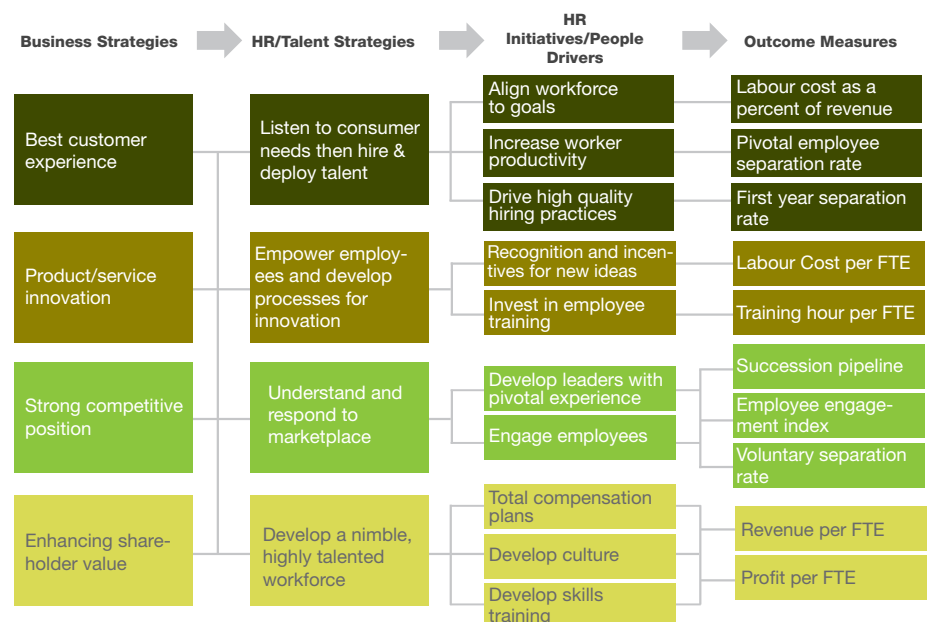 Business Strategies
HR/Talent Strategies
HR
Initiatives/People
Drivers
Outcome Measures
Best customer
experience
Listen to consumer
needs then hire &
deploy talent
Align workforce
to goals
Labour cost as a
percent of revenue
Increase worker
productivity
Pivotal employee
separation rate
Drive high quality
hiring practices
First year separation
rate
Product/service
innovation
Empower employ-
ees and develop
processes for
innovation
Recognition and incen-
tives for new ideas
Labour Cost per FTE
Invest in employee
training
Training hour per FTE
Strong competitive
position
Understand and
respond to
marketplace
Develop leaders with
pivotal experience
Engage employees
Succession pipeline
Employee engage-
ment index
Voluntary separation
rate
Enhancing share-
holder value
Develop a nimble,
highly talented
workforce
Total compensation
plans
Develop culture
Develop skills
training
Revenue per FTE
Profit per FTE